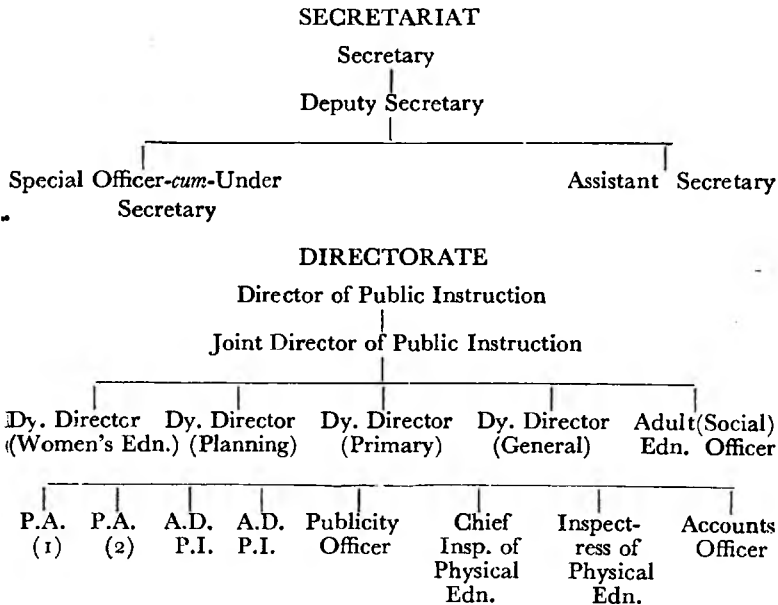 SECRETARIAT
Secretary
Deputy Secretary
Special Officer-cum-Under Assistant Secretary
Secretary
DIRECTORATE
Director of Public Instruction
Joint Director of Public Instruction
Dy. Director Dy. Director Dy. Director Dy. Director Adult(Social)
(Women's Edn.) (Planning) (Primary) (General) Edn. Officer
P.A. P.A. A.D. A.D. Publicity Chief Inspect- Accounts
(1) (2) P.I. P.I. Officer Insp. of ress of Officer
Physical Physical
Edn. Edn.